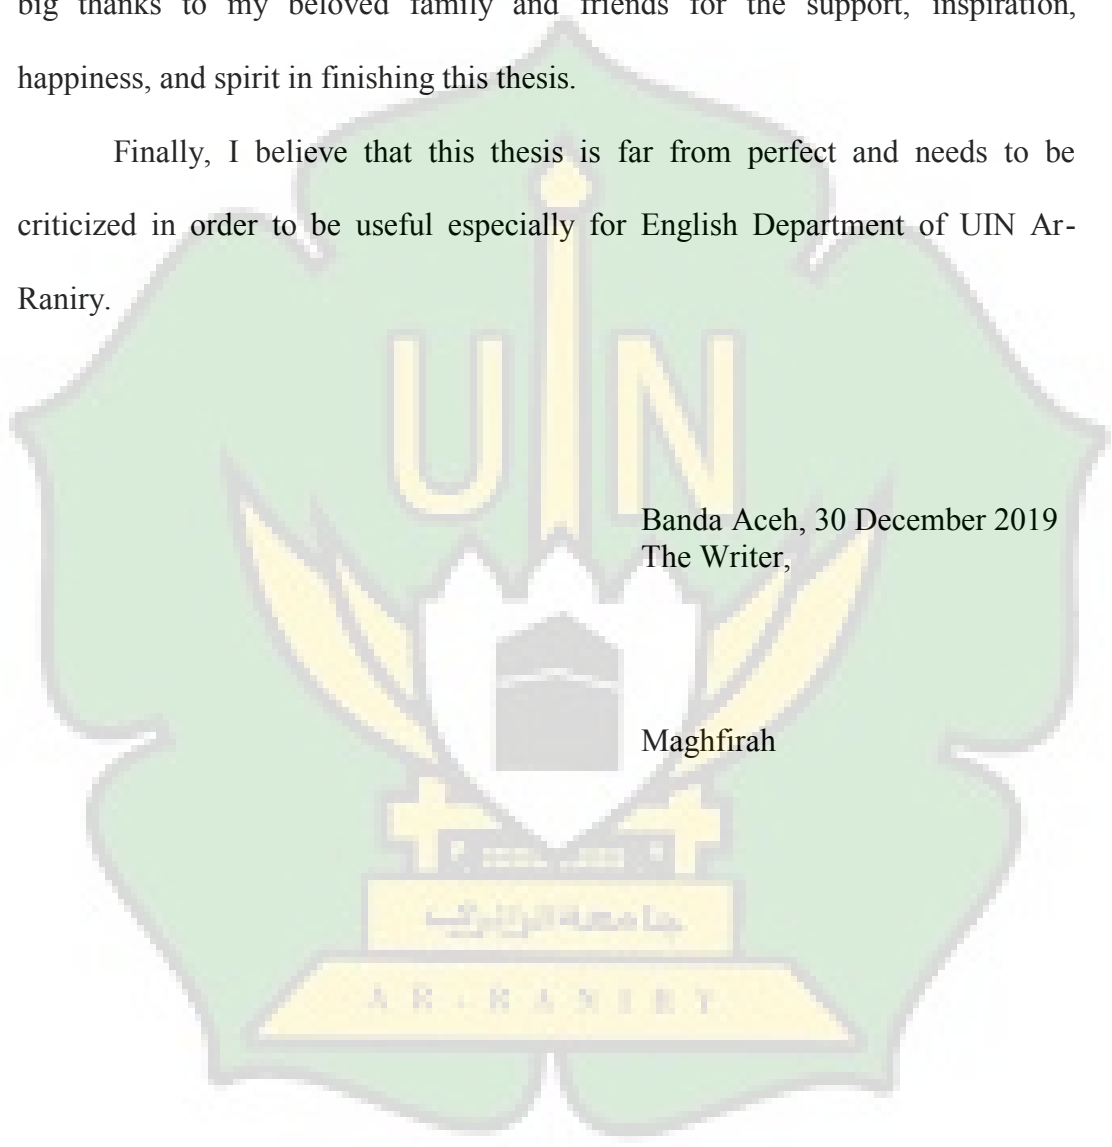 big thanks to my beloved family and friends for the support, inspiration,
happiness, and spirit in finishing this thesis.
Finally, I believe that this thesis is far from perfect and needs to be
criticized in order to be useful especially for English Department of UIN Ar-
Raniry.
UIN
Banda Aceh, 30 December 2019
The Writer,
Maghfirah
جامعة الرانيري
AR-RANIRY